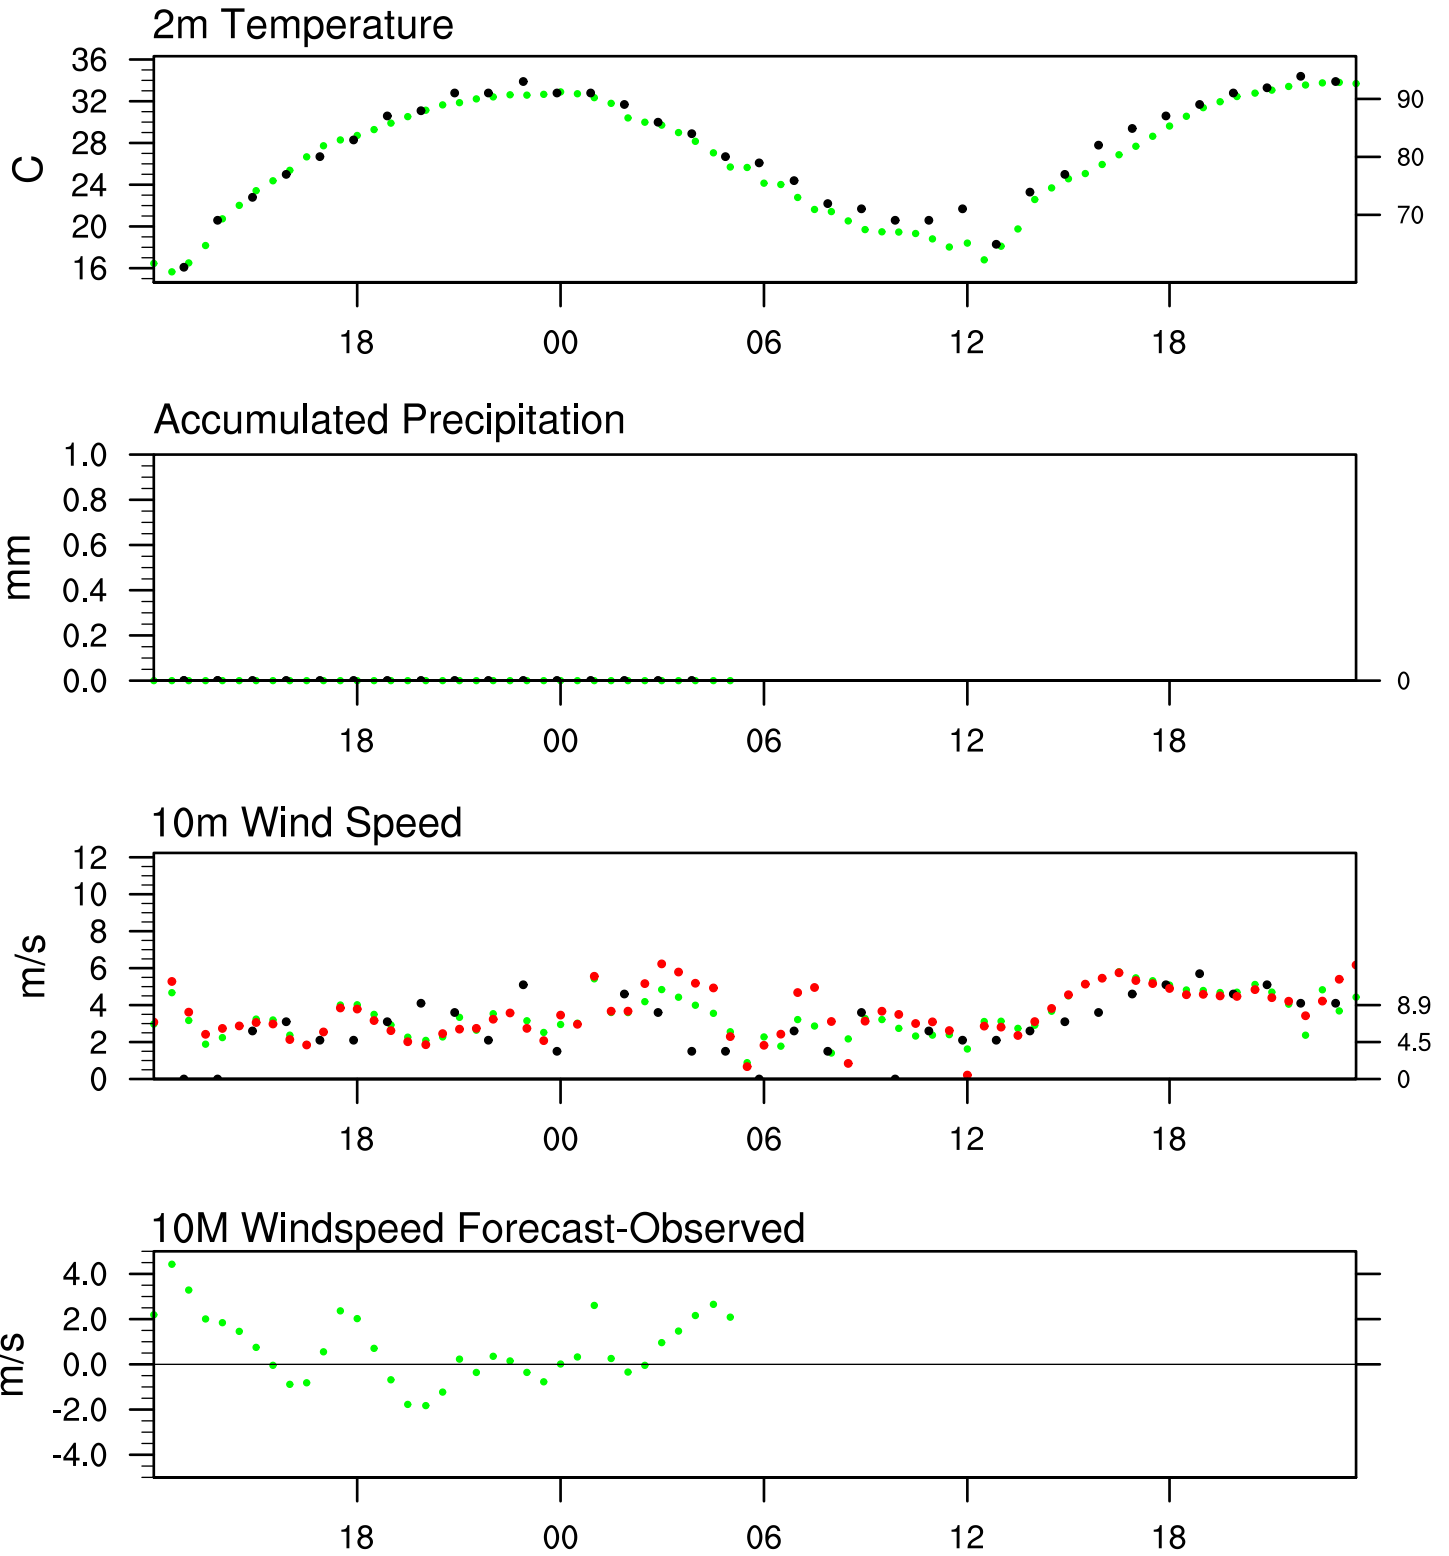 2m Temperature
36
32
28
24
20
16
C
90
80
70
18 00 06 12 18
Accumulated Precipitation
1.0
0.8
0.6
0.4
0.2
0.0
mm
0
18 00 06 12 18
10m Wind Speed
12
10
8
6
4
2
0
m/s
8.9
4.5
0
18 00 06 12 18
10M Windspeed Forecast-Observed
4.0
2.0
0.0
-2.0
-4.0
m/s
18 00 06 12 18